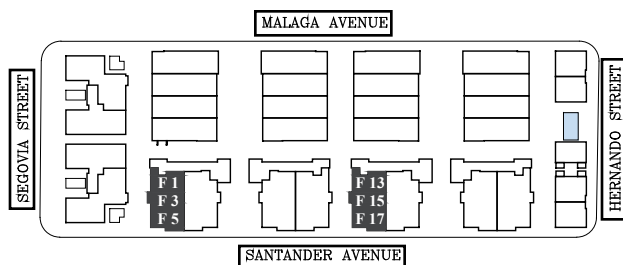 MALAGA AVENUE
SEGOVIA STREET
HERNANDO STREET
F 1
F 3
F 5
F 13
F 15
F 17
SANTANDER AVENUE